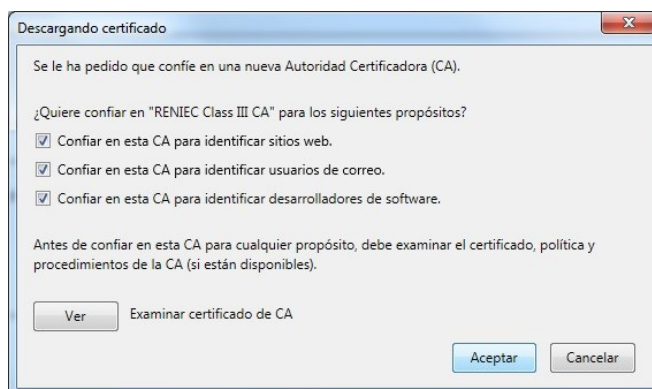 Descargando certificado
Se le ha pedido que confíe en una nueva Autoridad Certificadora (CA).
¿Quiere confiar en "RENIEC Class III CA" para los siguientes propósitos?
Confiar en esta CA para identificar sitios web.
Confiar en esta CA para identificar usuarios de correo.
Confiar en esta CA para identificar desarrolladores de software.
Antes de confiar en esta CA para cualquier propósito, debe examinar el certificado, política y
procedimientos de la CA (si están disponibles).
Ver Examinar certificado de CA
Aceptar Cancelar